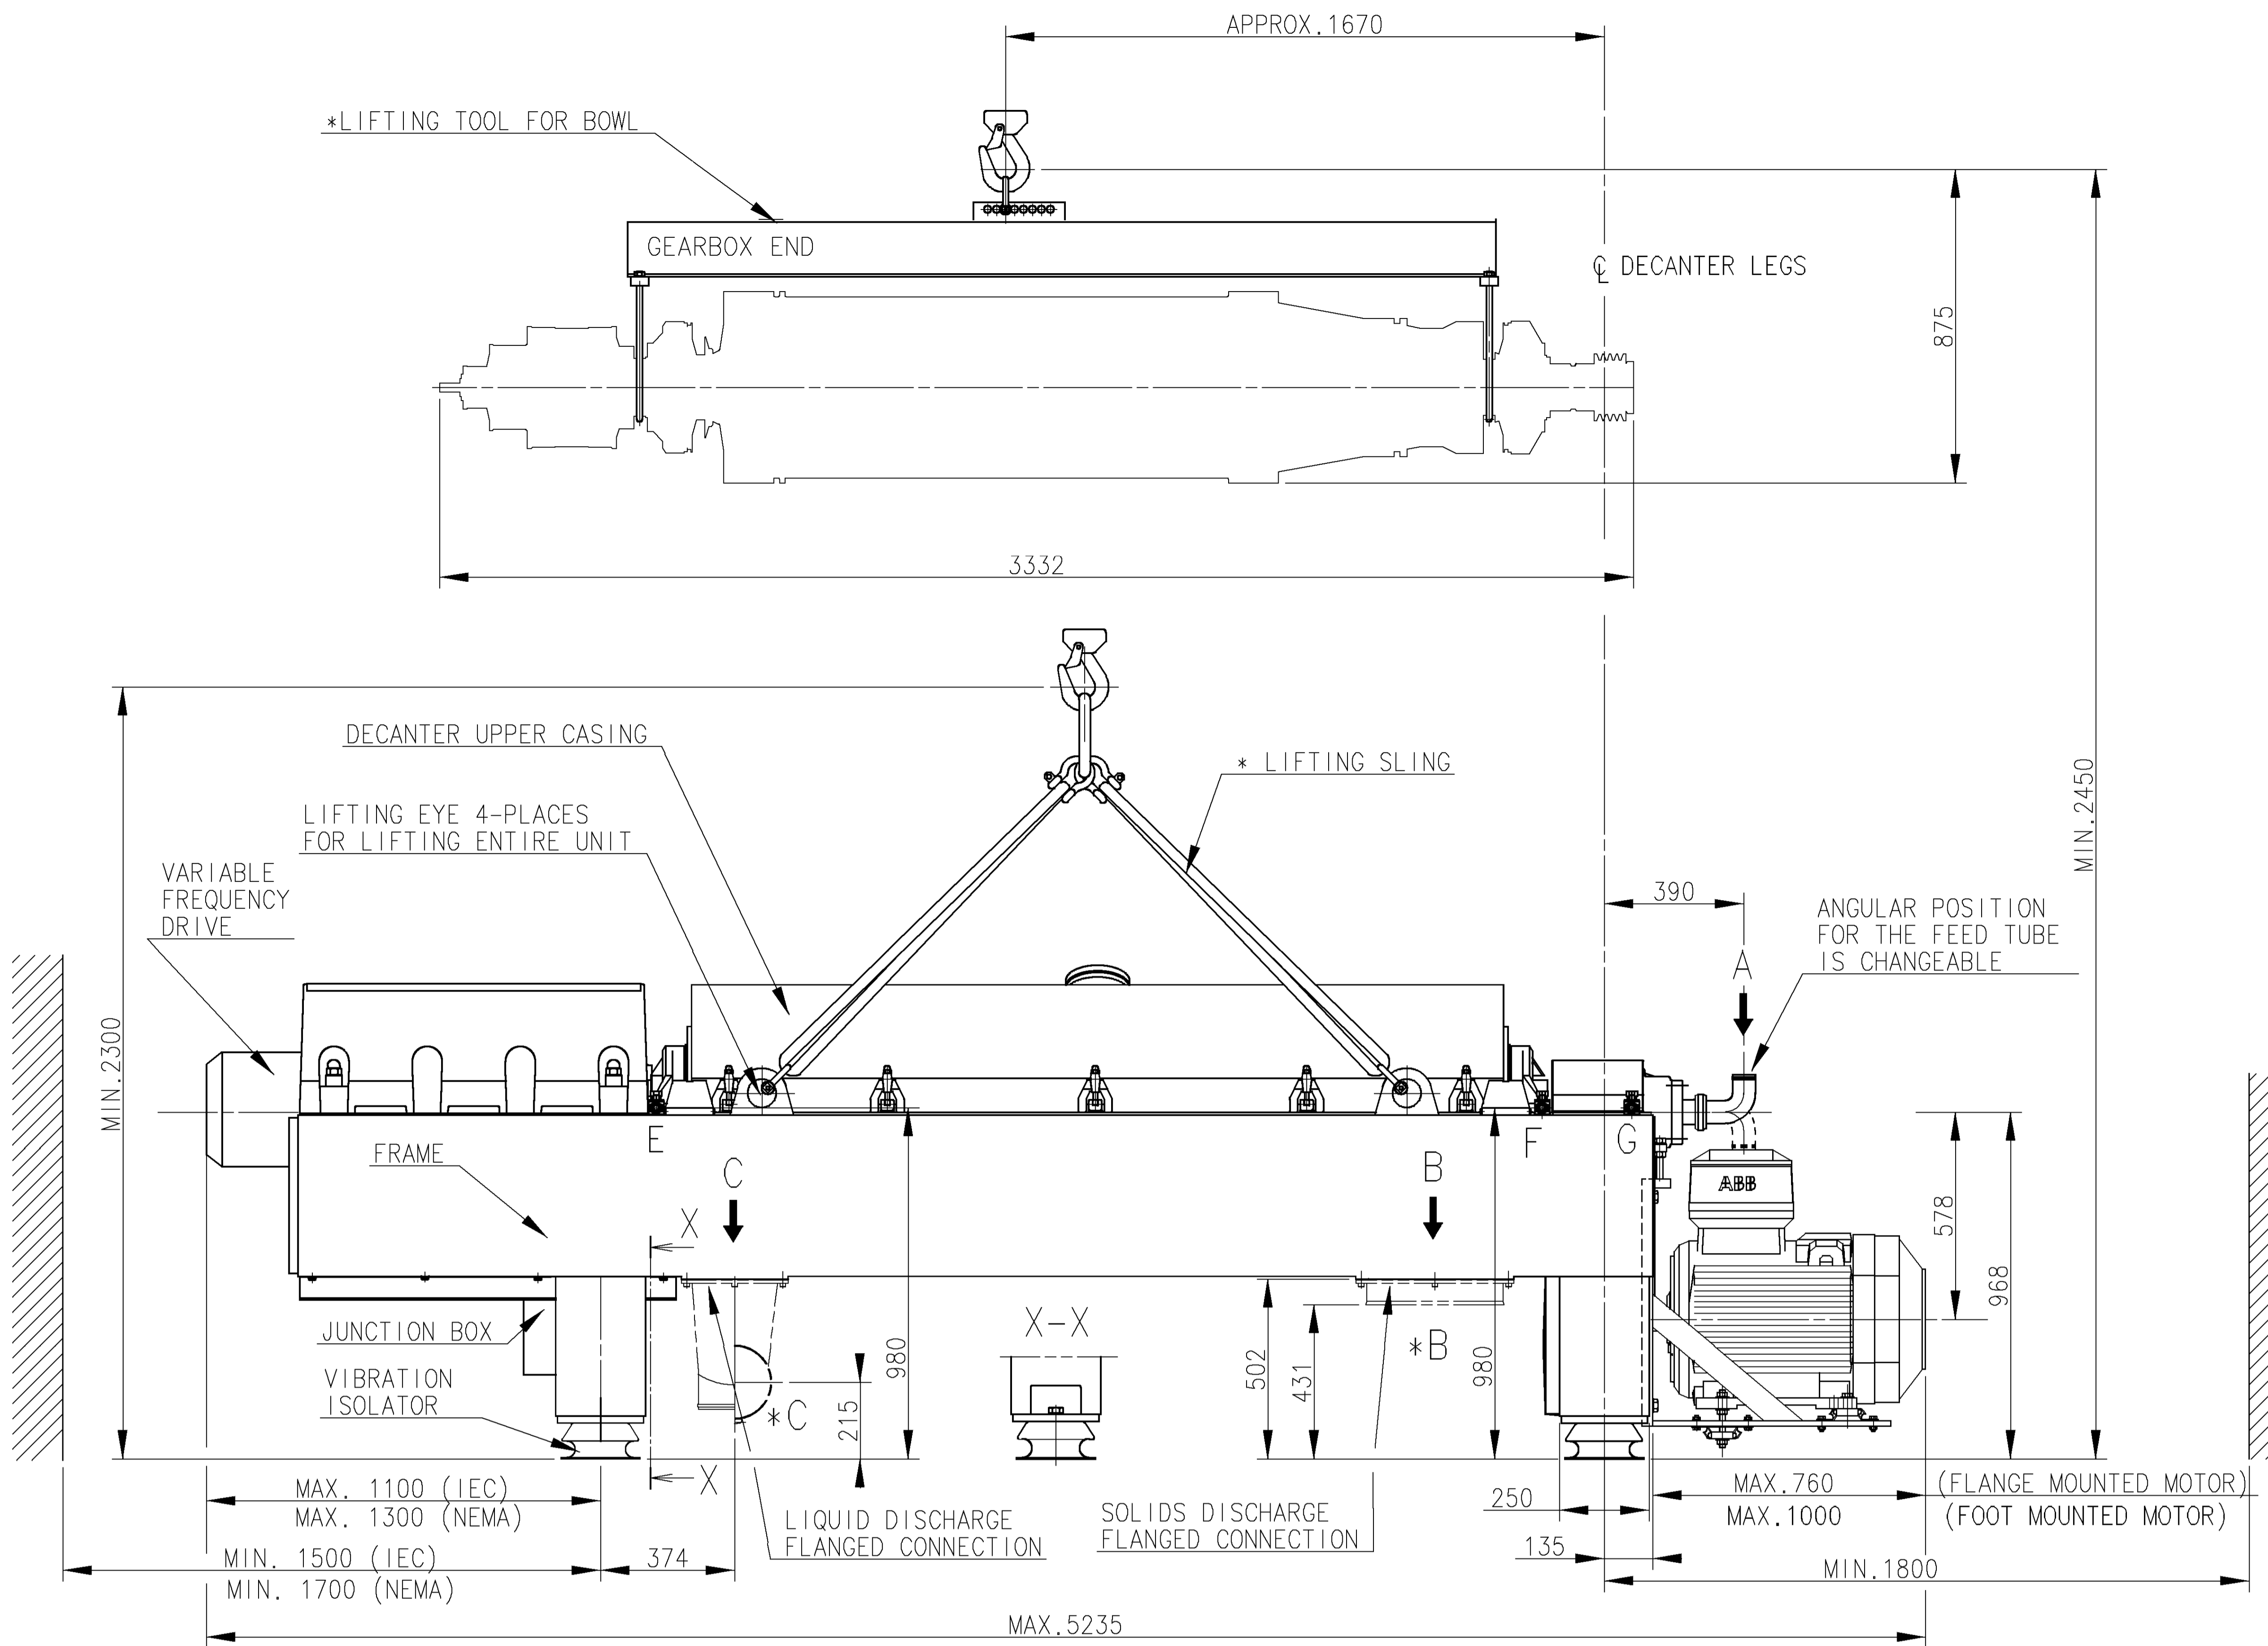 APPROX.1670
*LIFTING TOOL FOR BOWL
GEARBOX END
℄ DECANTER LEGS
875
3332
DECANTER UPPER CASING
* LIFTING SLING
MIN.2450
LIFTING EYE 4-PLACES
FOR LIFTING ENTIRE UNIT
VARIABLE
FREQUENCY
DRIVE
390
ANGULAR POSITION
FOR THE FEED TUBE
IS CHANGEABLE
A
MIN.2300
E
F
G
FRAME
C
B
X
ABB
578
968
JUNCTION BOX
X-X
980
502
431
*B
980
VIBRATION
ISOLATOR
*C
215
X
MAX. 1100 (IEC)
MAX. 1300 (NEMA)
LIQUID DISCHARGE
FLANGED CONNECTION
SOLIDS DISCHARGE
FLANGED CONNECTION
250
MAX.760 (FLANGE MOUNTED MOTOR)
MAX.1000 (FOOT MOUNTED MOTOR)
135
MIN. 1500 (IEC)
MIN. 1700 (NEMA)
374
MIN.1800
MAX.5235